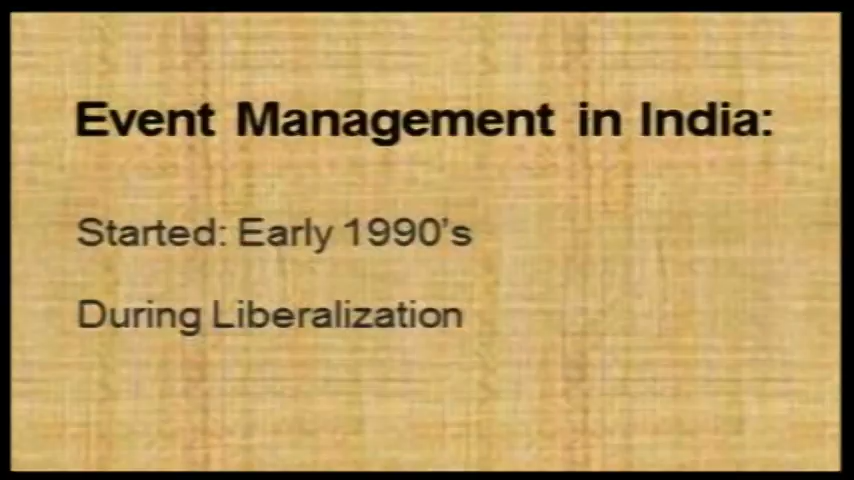 Event Management in India:
Started: Early 1990’s
During Liberalization